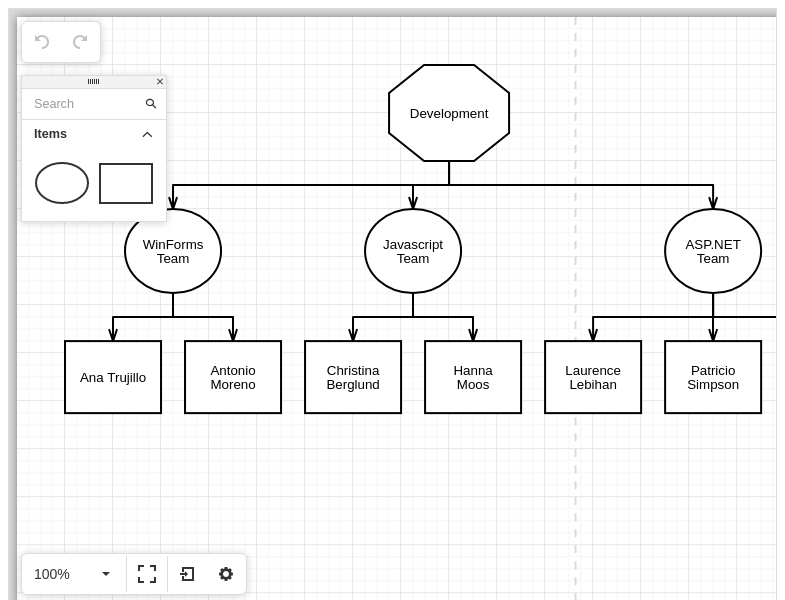 Development
Search
Items
WinForms
Team
Javascript
Team
ASP.NET
Team
Ana Trujillo
Antonio
Moreno
Christina
Berglund
Hanna
Moos
Laurence
Lebihan
Patricio
Simpson
100%